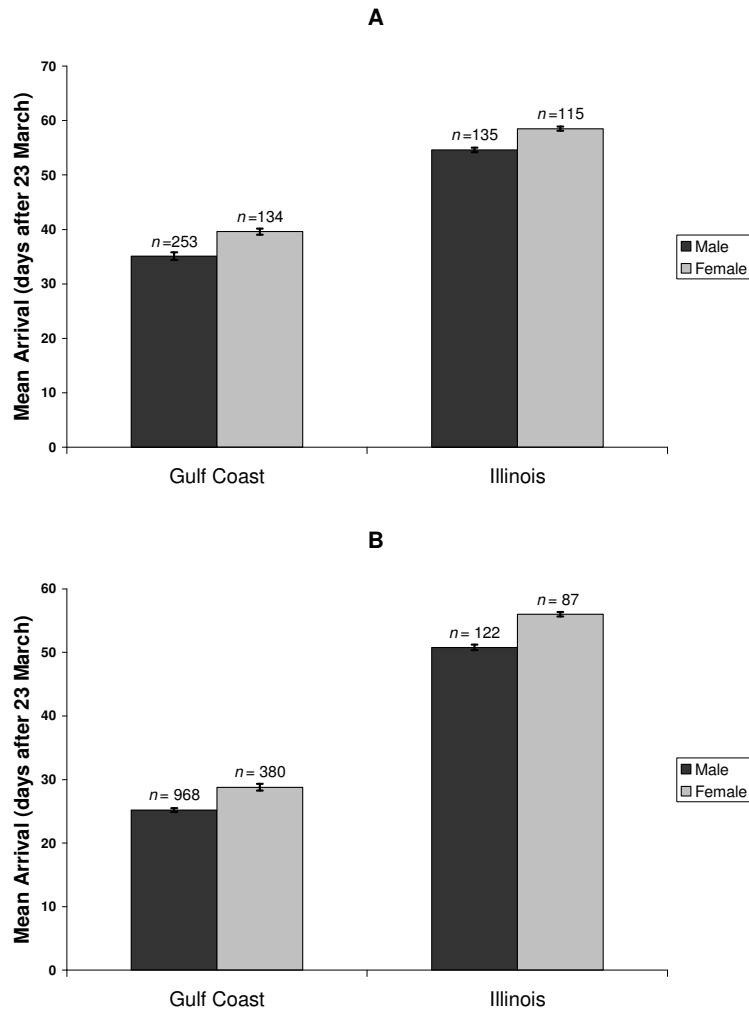 A
Mean Arrival (days after 23 March)
70
60
50
40
30
20
10
0
n=253
n=134
n=135
n=115
Gulf Coast
Illinois
Male
Female
B
Mean Arrival (days after 23 March)
60
50
40
30
20
10
0
n= 968
n= 380
n= 122
n= 87
Gulf Coast
Illinois
Male
Female